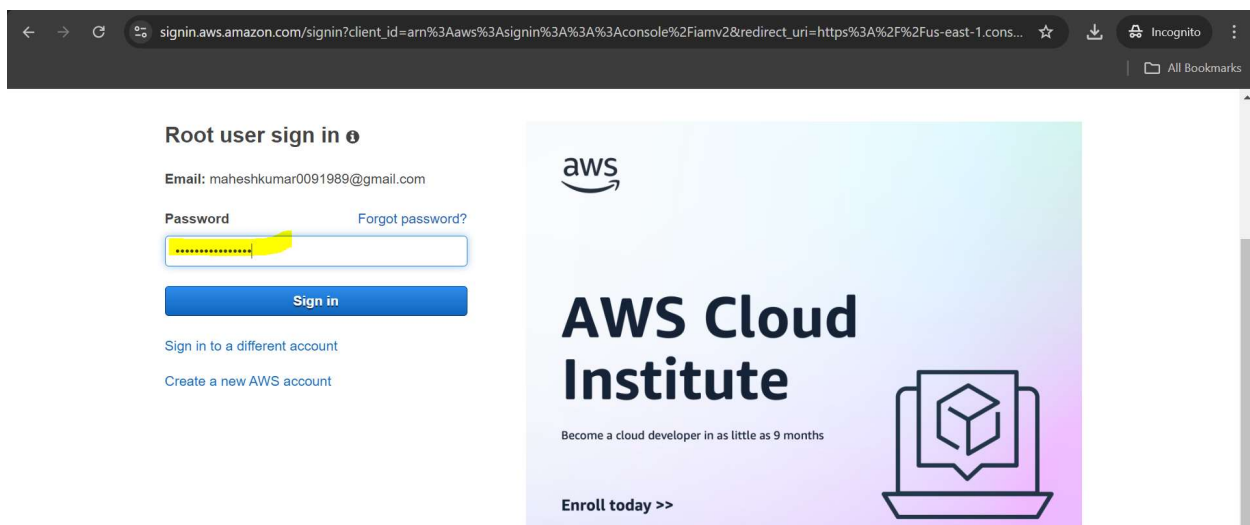 signin.aws.amazon.com/signin?client_id=arn%3Aaws%3Asignin%3A%3A%3Aconsole%2Fiamv2&redirect_uri=https%3A%2F%2Fus-east-1.cons...
Incognito
All Bookmarks
Root user sign in
Email: maheshkumar0091989@gmail.com
Password
Forgot password?
Sign in
Sign in to a different account
Create a new AWS account
aws
AWS Cloud
Institute
Become a cloud developer in as little as 9 months
Enroll today >>